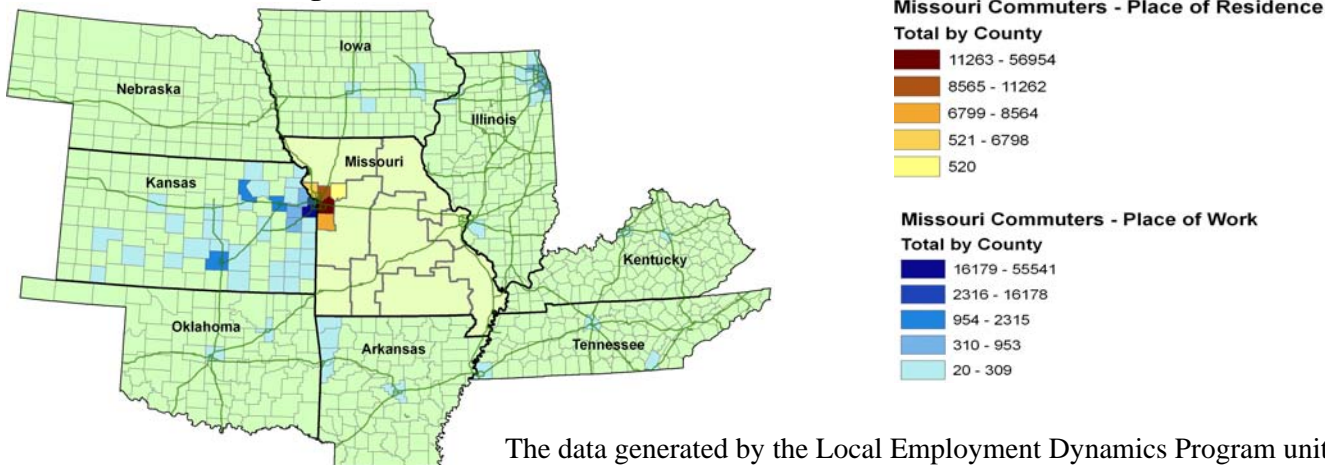 Iowa
Nebraska
Illinois
Missouri
Kansas
Kentucky
Oklahoma
Arkansas
Tennessee
Missouri Commuters - Place of Residence
Total by County
11263 - 56954
8565 - 11262
6799 - 8564
521 - 6798
520
Missouri Commuters - Place of Work
Total by County
16179 - 55541
2316 - 16178
954 - 2315
310 - 953
20 - 309
The data generated by the Local Employment Dynamics Program unit